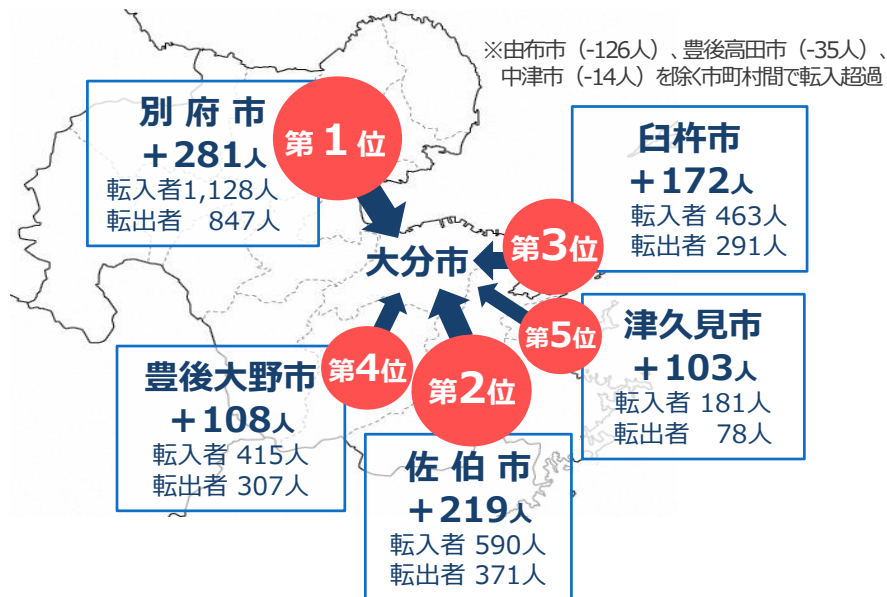 ※由布市（-126人）、豊後高田市（-35人）、
中津市（-14人）を除く市町村間で転入超過
別府市
+281人
転入者1,128人
転出者 847人
第1位
臼杵市
+172人
転入者 463人
転出者 291人
第3位
大分市
津久見市
+103人
転入者 181人
転出者 78人
第5位
豊後大野市
+108人
転入者 415人
転出者 307人
第4位
第2位
佐伯市
+219人
転入者 590人
転出者 371人